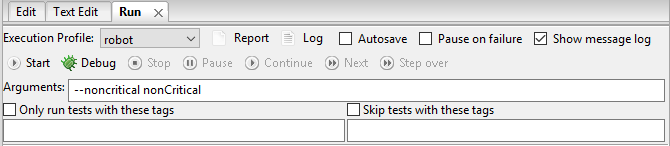 Edit Text Edit Run
Execution Profile: robot Report Log Autosave Pause on failure Show message log
Start Debug Stop Pause Continue Next Step over
Arguments: --noncritical nonCritical
Only run tests with these tags Skip tests with these tags